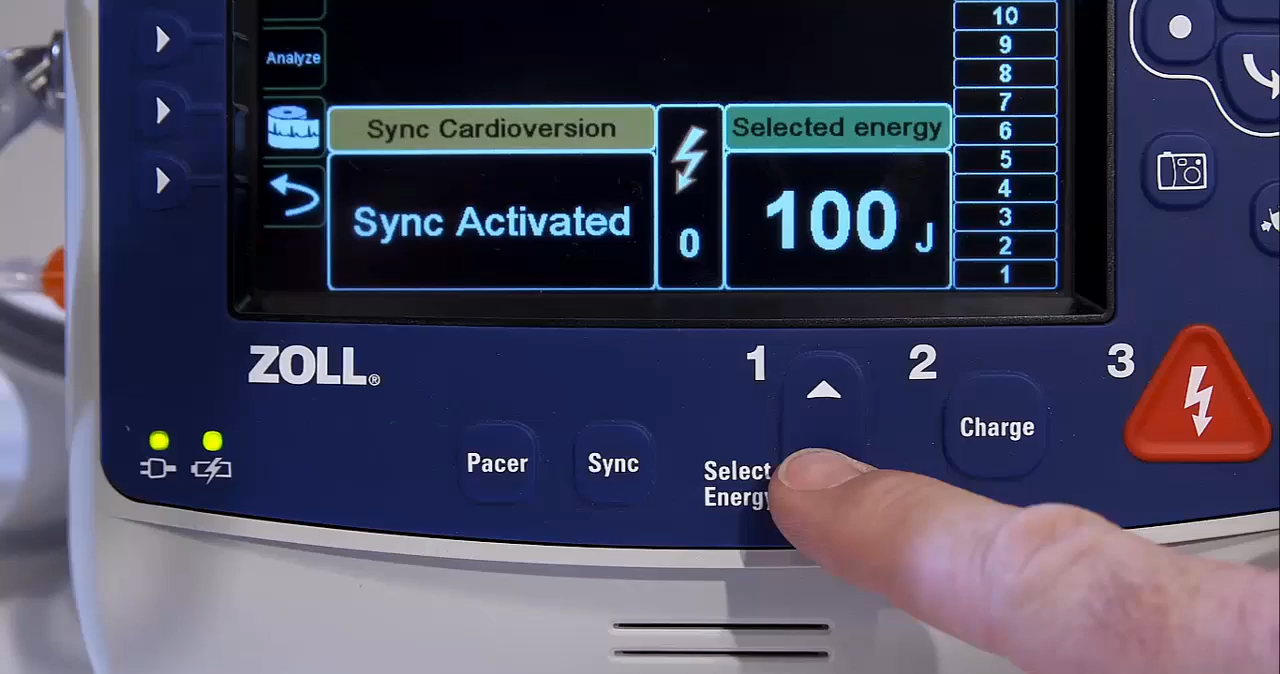 Analyze
Sync Cardioversion
Sync Activated
0
Selected energy
100 J
10
9
8
7
6
5
4
3
2
1
ZOLL®
1
2
3
Pacer
Sync
Select
Energy
Charge